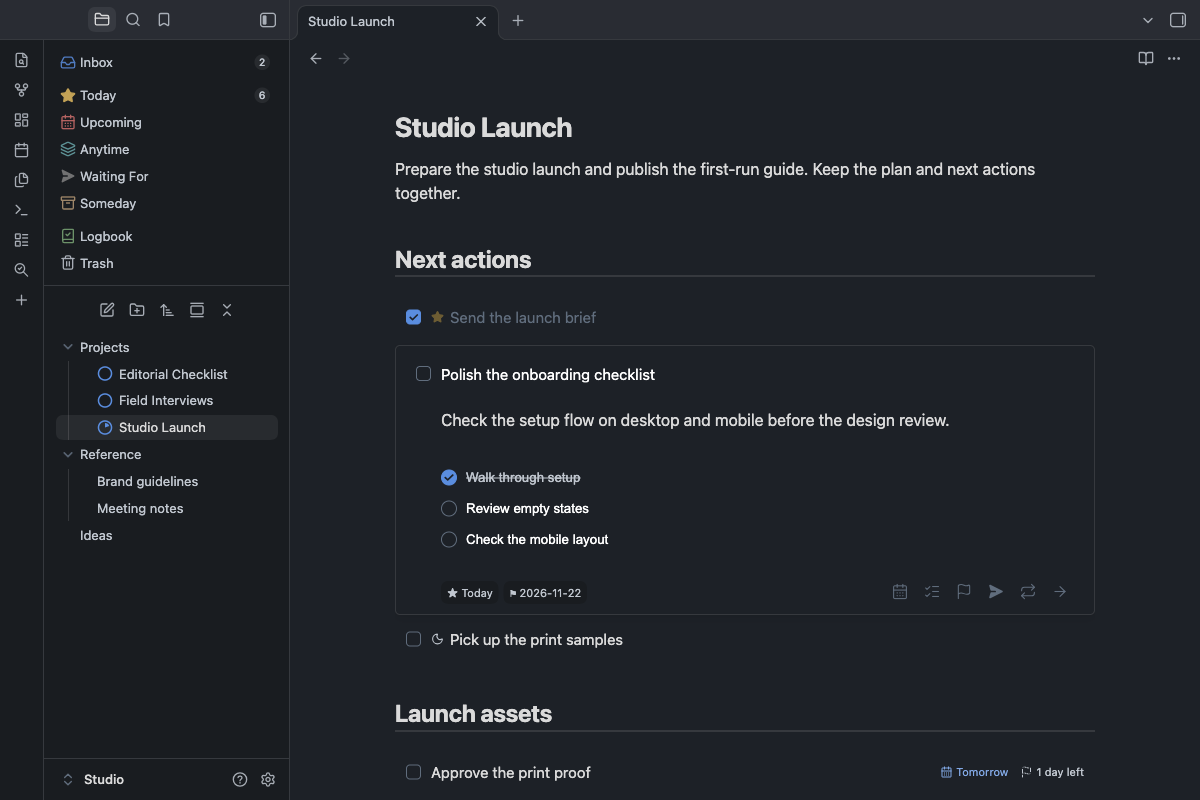 Studio Launch
Inbox 2
Today 6
Upcoming
Anytime
Waiting For
Someday
Logbook
Trash
Projects
Editorial Checklist
Field Interviews
Studio Launch
Reference
Brand guidelines
Meeting notes
Ideas
Studio
Studio Launch
Prepare the studio launch and publish the first-run guide. Keep the plan and next actions
together.
Next actions
Send the launch brief
Polish the onboarding checklist
Check the setup flow on desktop and mobile before the design review.
Walk through setup
Review empty states
Check the mobile layout
Today 2026-11-22
Pick up the print samples
Launch assets
Approve the print proof Tomorrow 1 day left